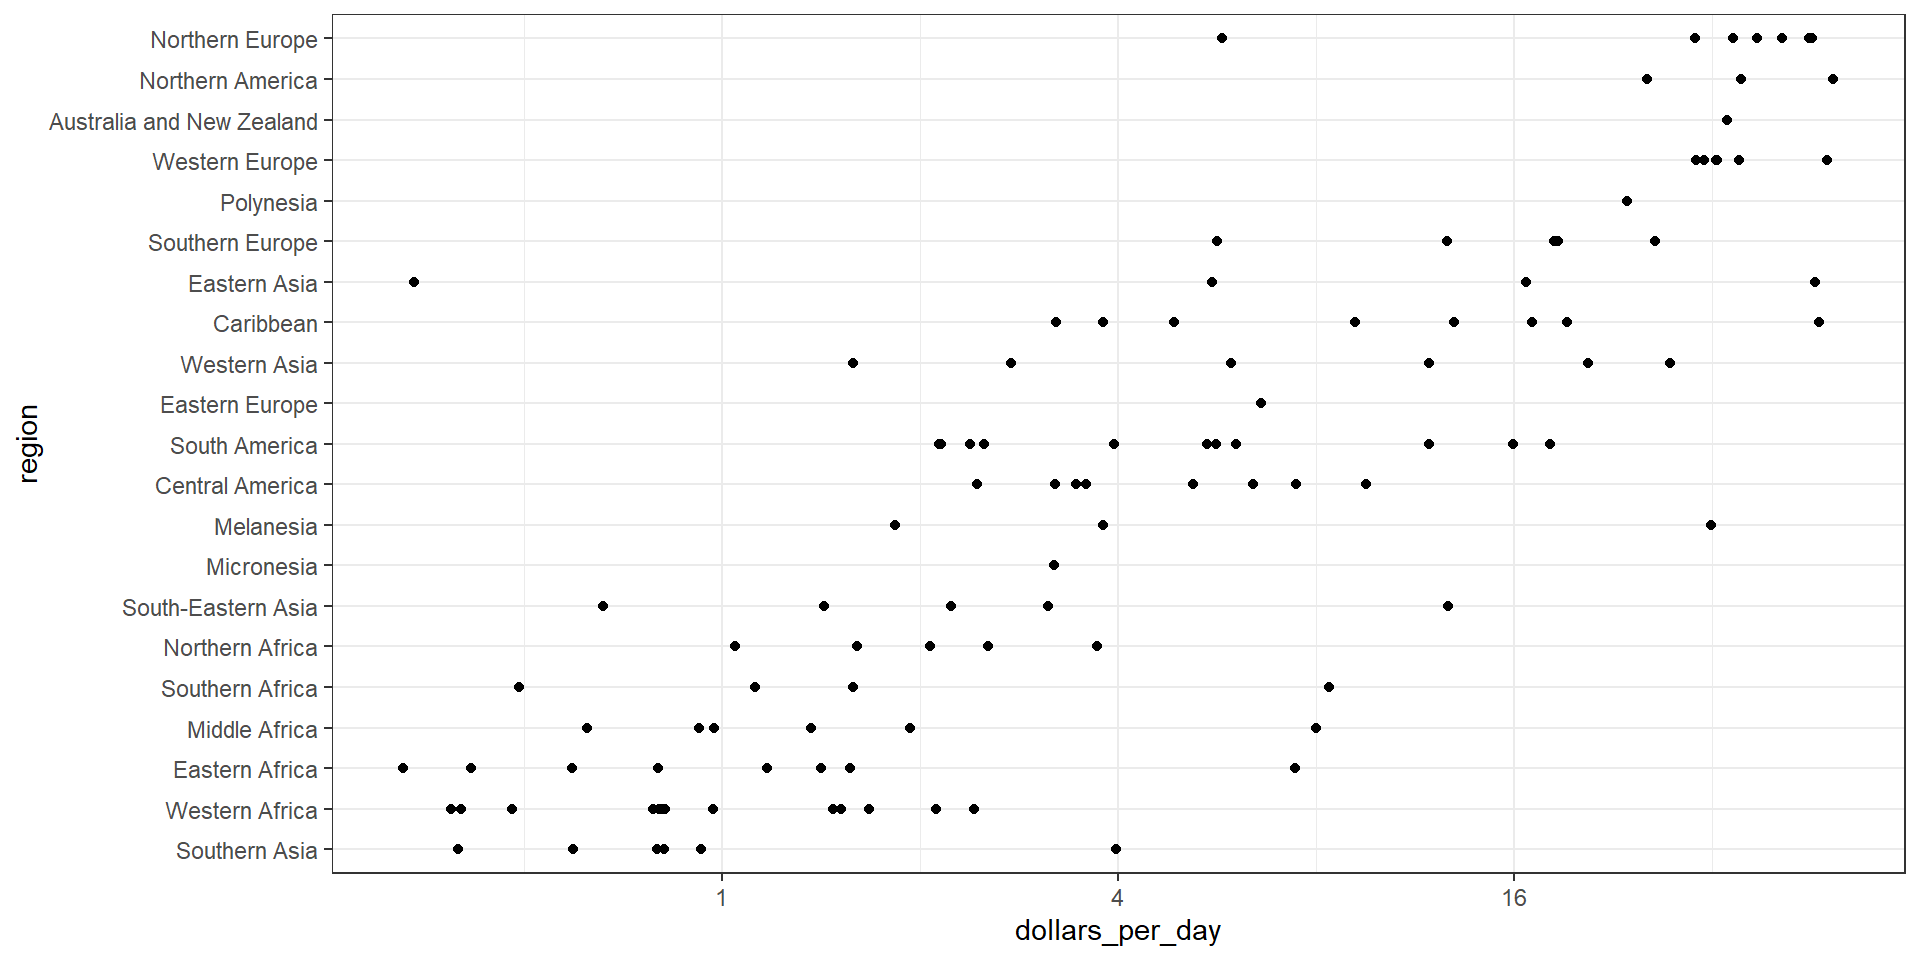 Northern Europe
Northern America
Australia and New Zealand
Western Europe
Polynesia
Southern Europe
Eastern Asia
Caribbean
Western Asia
Eastern Europe
South America
Central America
Melanesia
Micronesia
South-Eastern Asia
Northern Africa
Southern Africa
Middle Africa
Eastern Africa
Western Africa
Southern Asia
region
1 4 16
dollars_per_day